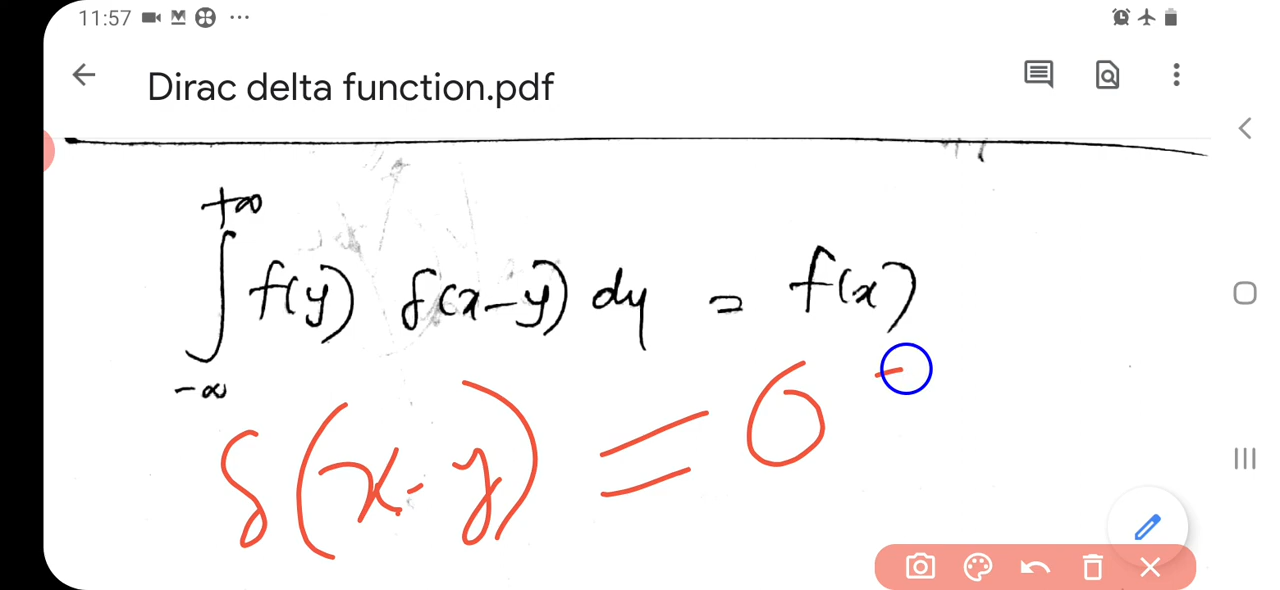 11:57
Dirac delta function.pdf
+∞
∫ f(y) δ(x-y) dy = f(x)
-∞
δ(x-y) = 0 -